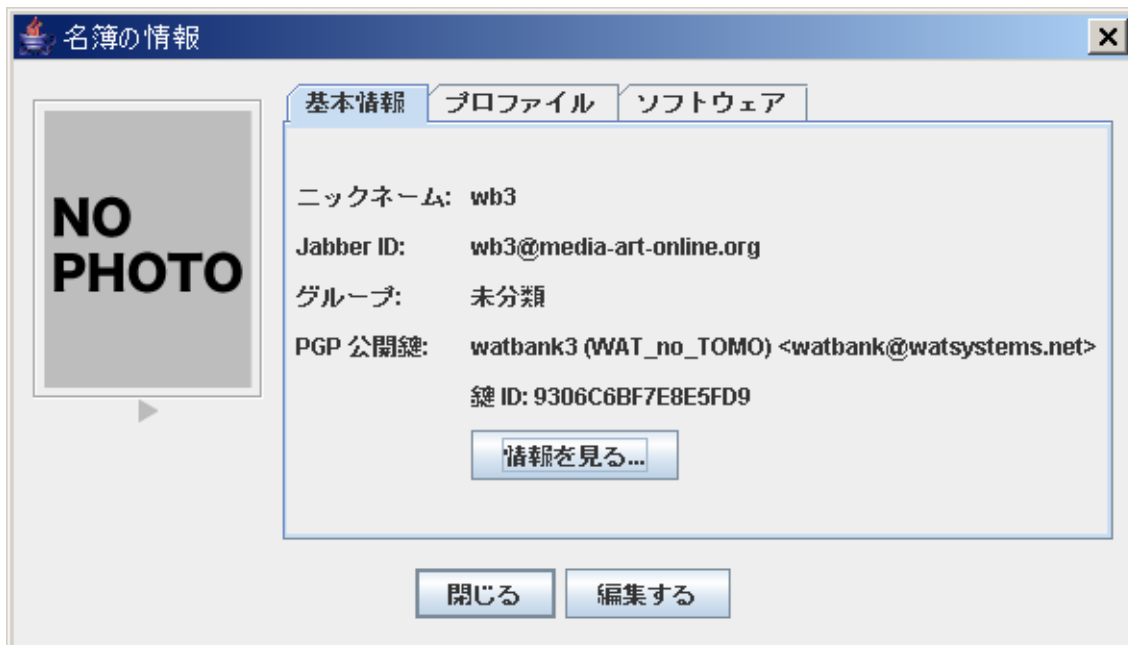 名簿の情報
NO
PHOTO
基本情報 プロファイル ソフトウェア
ニックネーム: wb3
Jabber ID: wb3@media-art-online.org
グループ: 未分類
PGP 公開鍵: watbank3 (WAT_no_TOMO) <watbank@watsystems.net>
鍵 ID: 9306C6BF7E8E5FD9
情報を見る...
閉じる 編集する